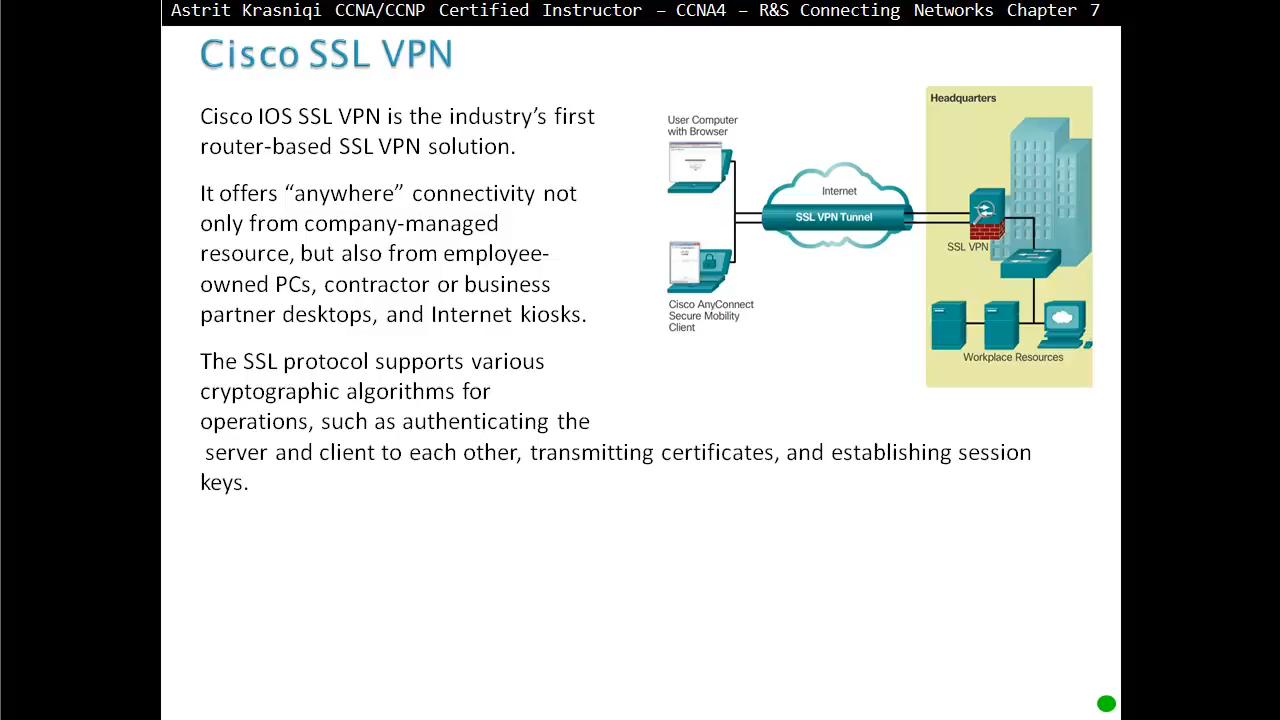 Astrit Krasniqi CCNA/CCNP Certified Instructor – CCNA4 – R&S Connecting Networks Chapter 7
Cisco SSL VPN
Cisco IOS SSL VPN is the industry’s first
router-based SSL VPN solution.
It offers “anywhere” connectivity not
only from company-managed
resource, but also from employee-
owned PCs, contractor or business
partner desktops, and Internet kiosks.
The SSL protocol supports various
cryptographic algorithms for
operations, such as authenticating the
server and client to each other, transmitting certificates, and establishing session
keys.
User Computer
with Browser
Cisco AnyConnect
Secure Mobility
Client
Internet
SSL VPN Tunnel
Headquarters
SSL VPN
Workplace Resources